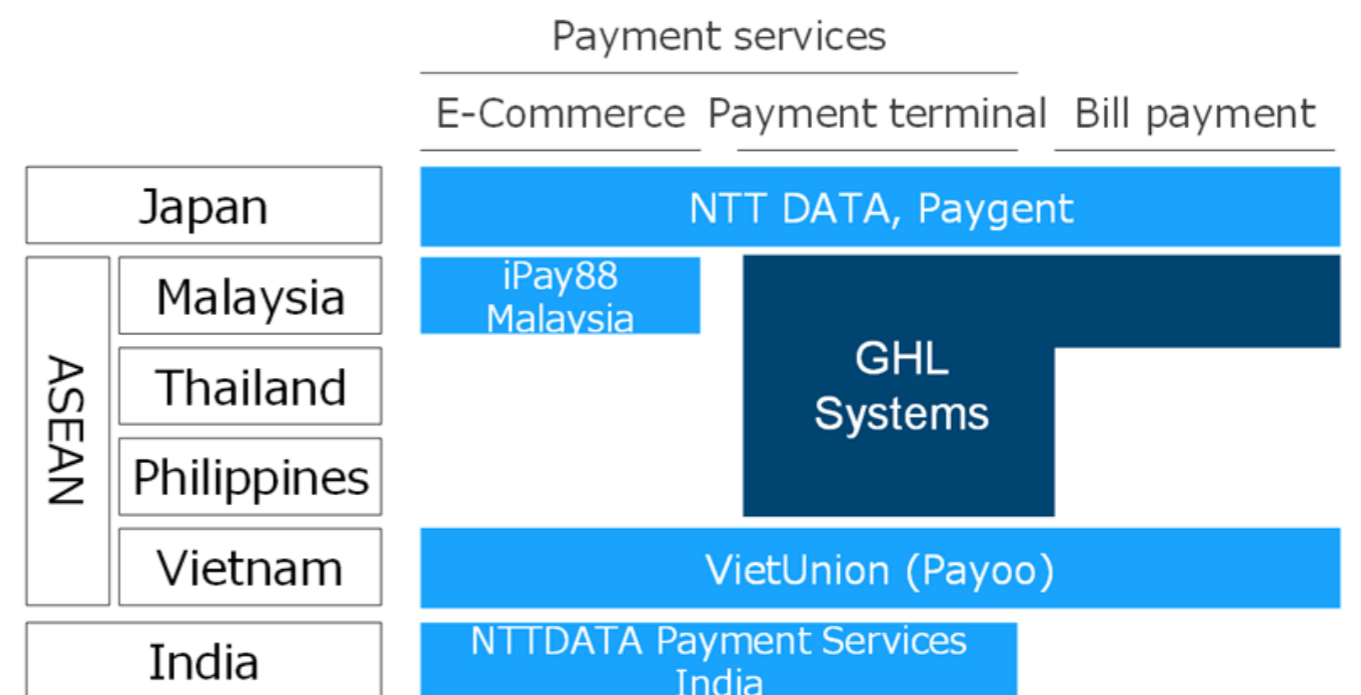 Payment services
E-Commerce Payment terminal Bill payment
Japan
NTT DATA, Paygent
ASEAN
Malaysia
iPay88
Malaysia
GHL
Systems
Thailand
Philippines
Vietnam
VietUnion (Payoo)
India
NTTDATA Payment Services
India